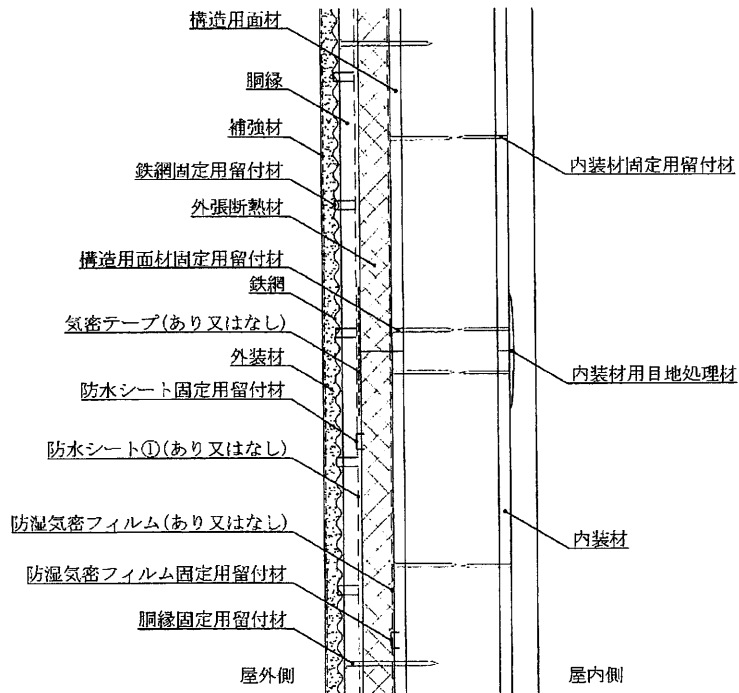 構造用面材
胴縁
補強材
鉄網固定用留付材
外張断熱材
構造用面材固定用留付材
鉄網
気密テープ(あり又はなし)
外装材
防水シート固定用留付材
防水シート①(あり又はなし)
防湿気密フィルム(あり又はなし)
防湿気密フィルム固定用留付材
胴縁固定用留付材
屋外側
内装材固定用留付材
内装材用目地処理材
内装材
屋内側